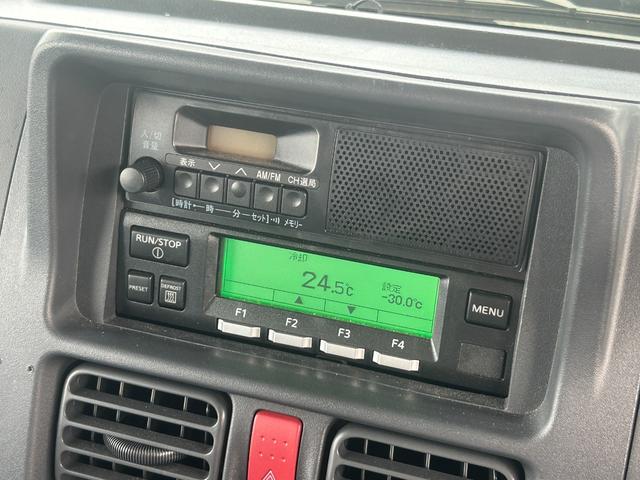 入/切
音量
表示
AM/FM
CH選局
[時計•─時 ─ 分─セット]•
メモリー
RUN/STOP
PRESET
DEFROST
冷却
24.5℃
設定
-30.0℃
MENU
F1
F2
F3
F4